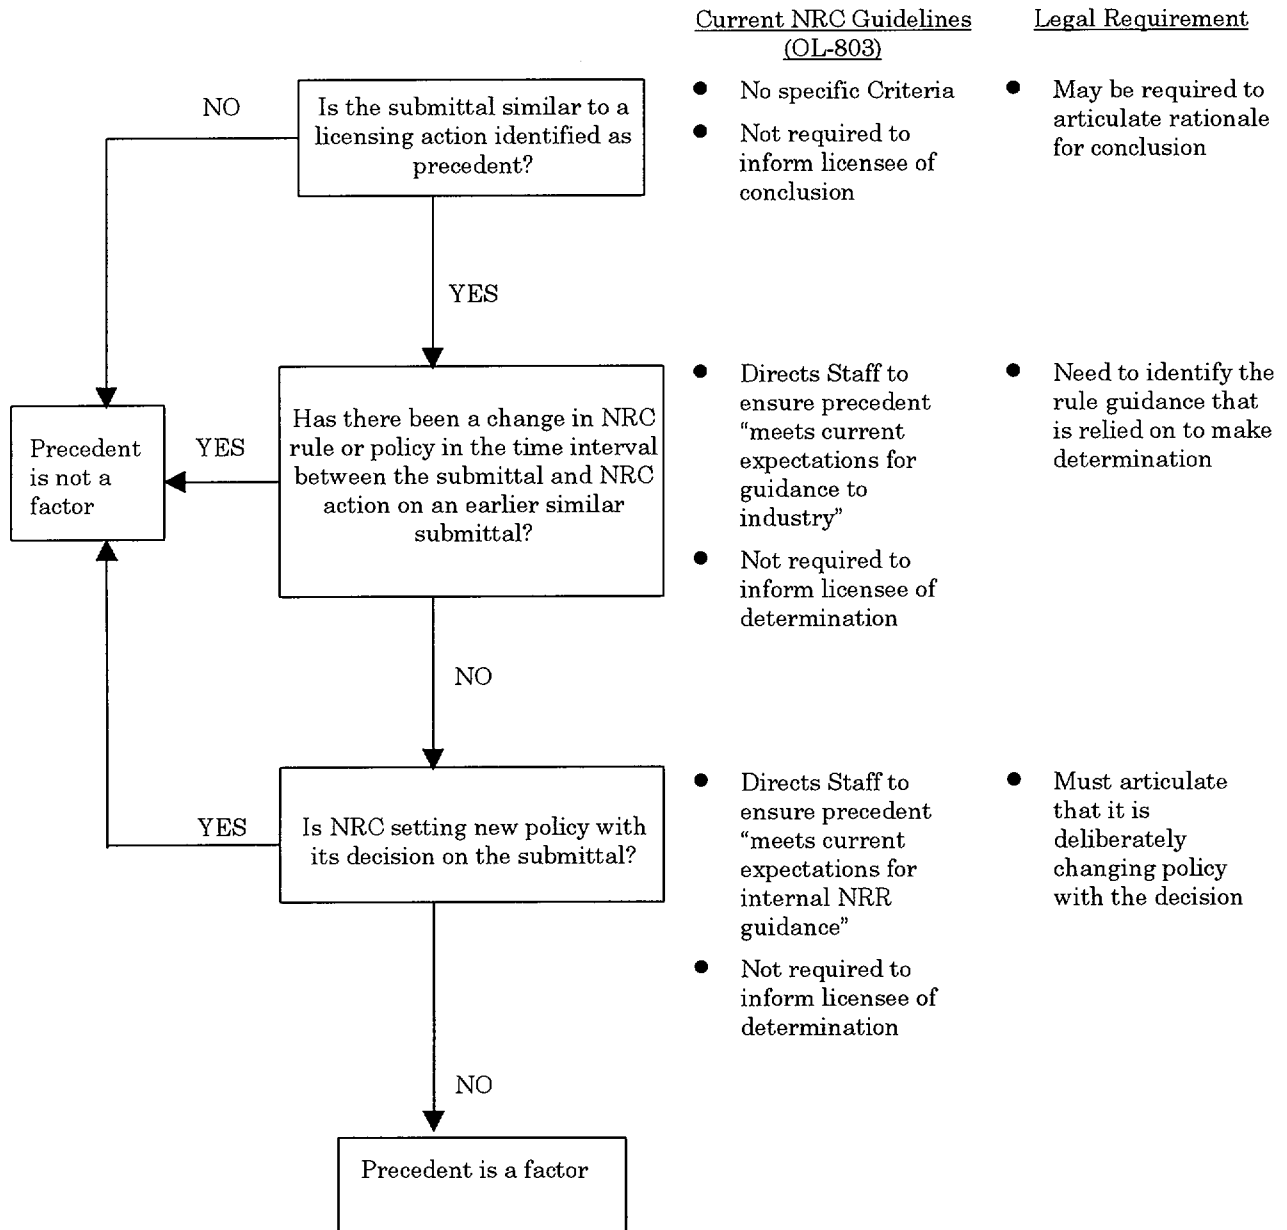 Current NRC Guidelines
(OL-803)
Legal Requirement
NO
Is the submittal similar to a
licensing action identified as
precedent?
● No specific Criteria
● Not required to
inform licensee of
conclusion
● May be required to
articulate rationale
for conclusion
YES
Precedent
is not a
factor
YES
Has there been a change in NRC
rule or policy in the time interval
between the submittal and NRC
action on an earlier similar
submittal?
● Directs Staff to
ensure precedent
“meets current
expectations for
guidance to
industry”
● Not required to
inform licensee of
determination
● Need to identify the
rule guidance that
is relied on to make
determination
NO
YES
Is NRC setting new policy with
its decision on the submittal?
● Directs Staff to
ensure precedent
“meets current
expectations for
internal NRR
guidance”
● Not required to
inform licensee of
determination
● Must articulate
that it is
deliberately
changing policy
with the decision
NO
Precedent is a factor